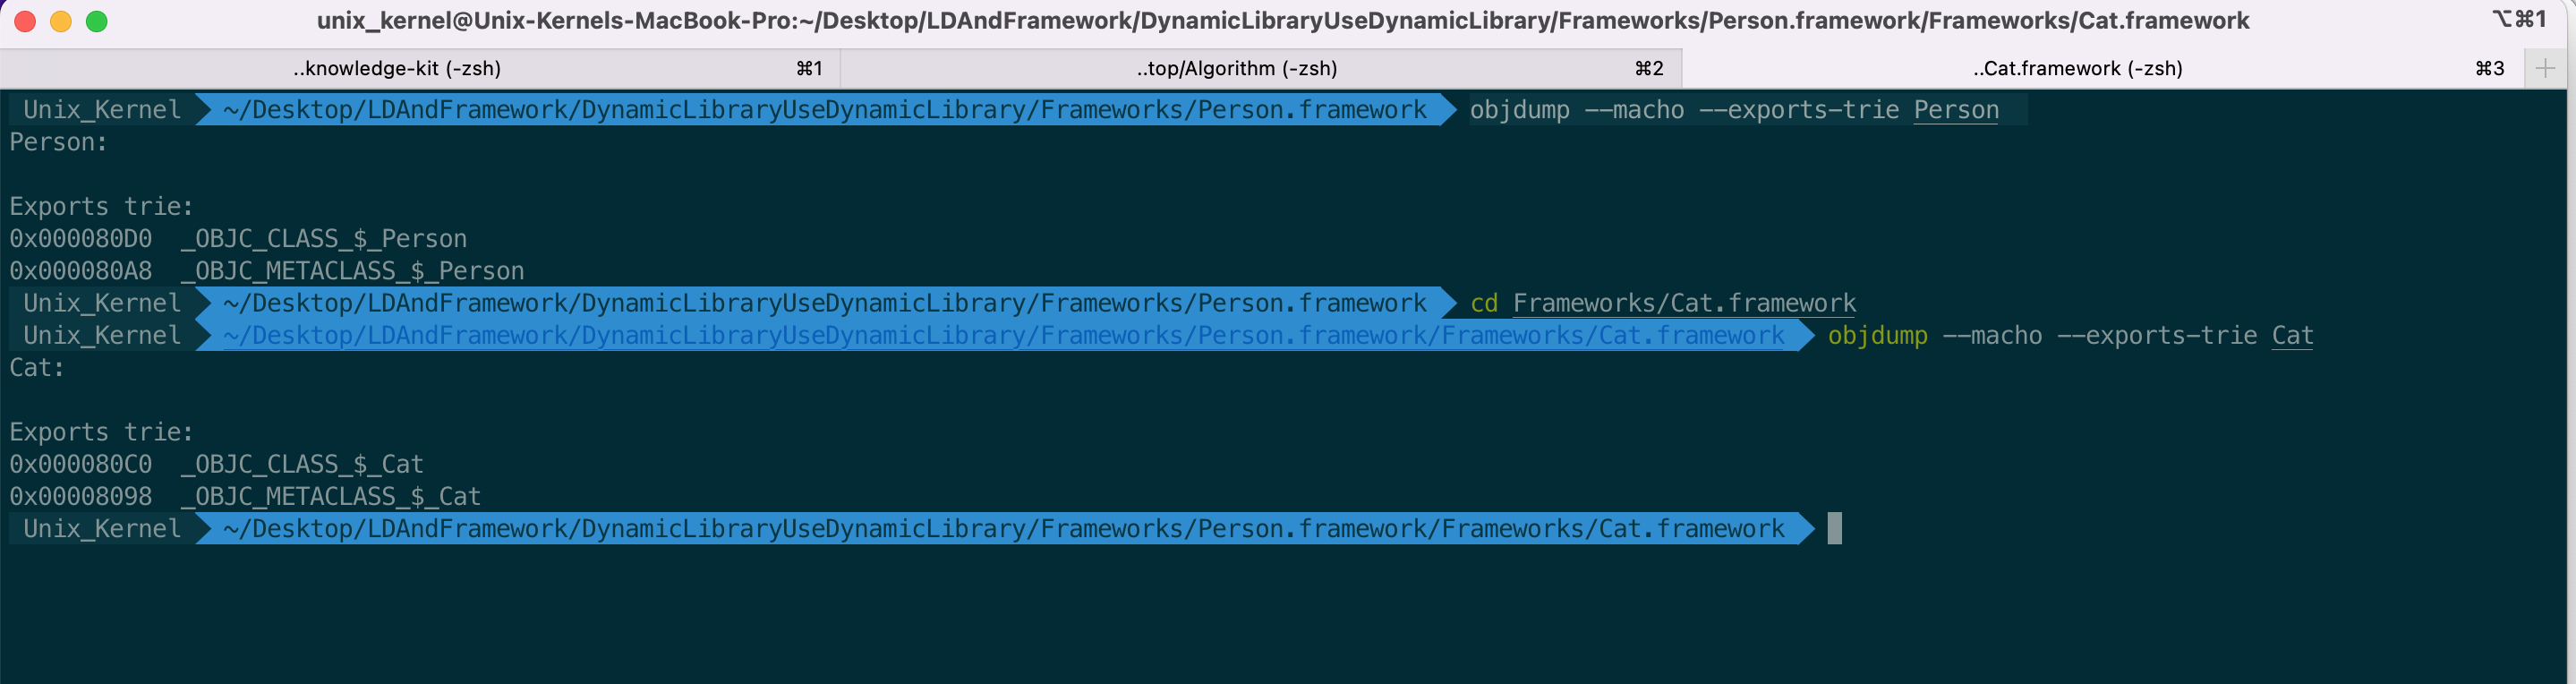 unix_kernel@Unix-Kernels-MacBook-Pro:~/Desktop/LDAndFramework/DynamicLibraryUseDynamicLibrary/Frameworks/Person.framework/Frameworks/Cat.framework ⌥⌘1
..knowledge-kit (-zsh) ⌘1 ..top/Algorithm (-zsh) ⌘2 ..Cat.framework (-zsh) ⌘3 +
Unix_Kernel ~/Desktop/LDAndFramework/DynamicLibraryUseDynamicLibrary/Frameworks/Person.framework objdump --macho --exports-trie Person
Person:
Exports trie:
0x000080D0 _OBJC_CLASS_$_Person
0x000080A8 _OBJC_METACLASS_$_Person
Unix_Kernel ~/Desktop/LDAndFramework/DynamicLibraryUseDynamicLibrary/Frameworks/Person.framework cd Frameworks/Cat.framework
Unix_Kernel ~/Desktop/LDAndFramework/DynamicLibraryUseDynamicLibrary/Frameworks/Person.framework/Frameworks/Cat.framework objdump --macho --exports-trie Cat
Cat:
Exports trie:
0x000080C0 _OBJC_CLASS_$_Cat
0x00008098 _OBJC_METACLASS_$_Cat
Unix_Kernel ~/Desktop/LDAndFramework/DynamicLibraryUseDynamicLibrary/Frameworks/Person.framework/Frameworks/Cat.framework